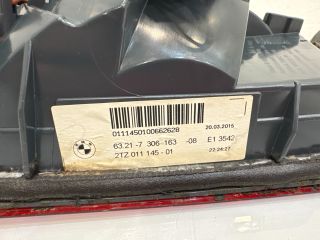 0111450100662628 20.03.2015
63.21-7 306-163 -08 E1 3542
2TZ 011 145-01 22:24:27